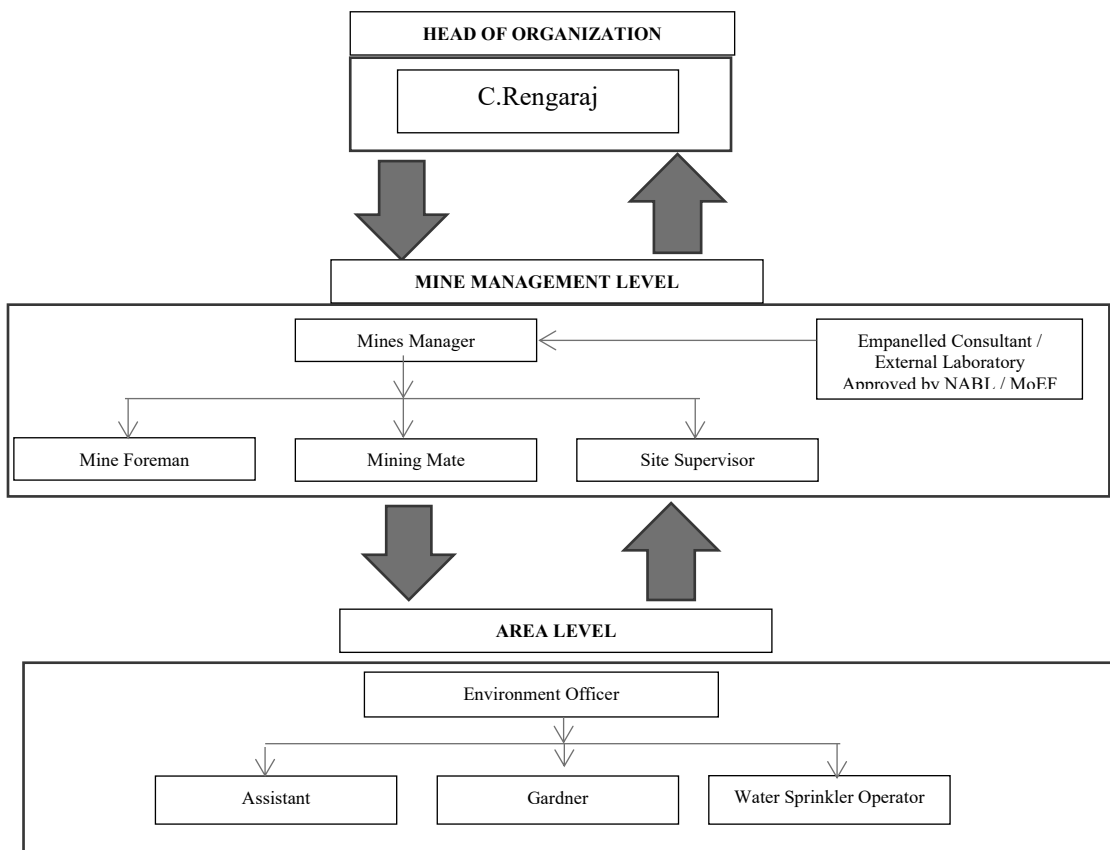 HEAD OF ORGANIZATION
C.Rengaraj
MINE MANAGEMENT LEVEL
Mines Manager
Empanelled Consultant /
External Laboratory
Approved by NABL / MoEF
Mine Foreman
Mining Mate
Site Supervisor
AREA LEVEL
Environment Officer
Assistant
Gardner
Water Sprinkler Operator